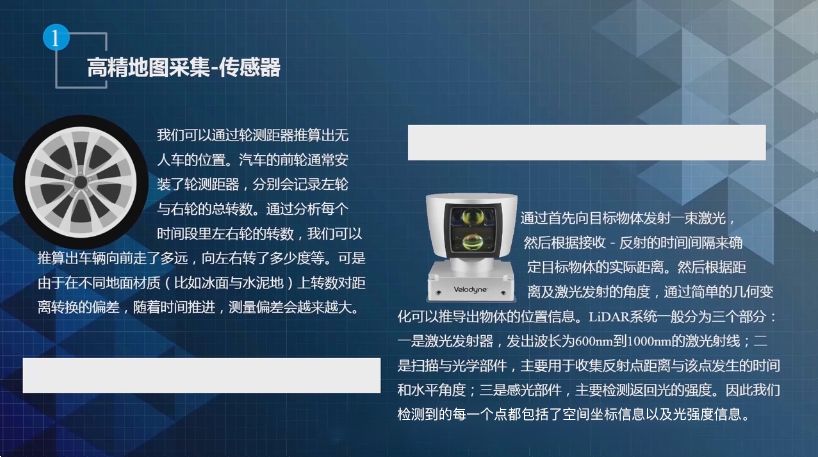 1
高精地图采集-传感器
我们可以通过轮测距器推算出无
人车的位置。汽车的前轮通常安
装了轮测距器，分别会记录左轮
与右轮的总转数。通过分析每个
时间段里左右轮的转数，我们可以
推算出车辆向前走了多远，向左右转了多少度等。可是
由于在不同地面材质（比如冰面与水泥地）上转数对距
离转换的偏差，随着时间推进，测量偏差会越来越大。
Velodyne
通过首先向目标物体发射一束激光，
然后根据接收－反射的时间间隔来确
定目标物体的实际距离。然后根据距
离及激光发射的角度，通过简单的几何变
化可以推导出物体的位置信息。LiDAR系统一般分为三个部分：
一是激光发射器，发出波长为600nm到1000nm的激光射线；二
是扫描与光学部件，主要用于收集反射点距离与该点发生的时间
和水平角度；三是感光部件，主要检测返回光的强度。因此我们
检测到的每一个点都包括了空间坐标信息以及光强度信息。